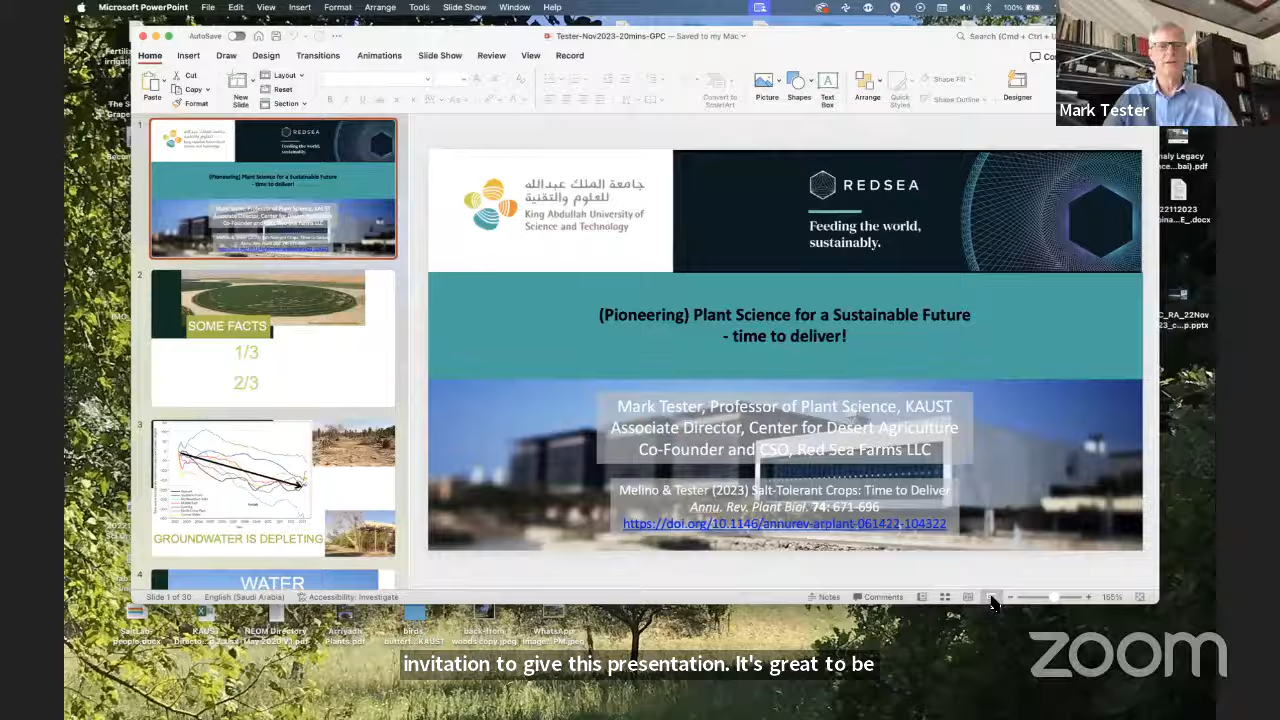 Microsoft PowerPoint File Edit View Insert Format Arrange Tools Slide Show Window Help
100%
AutoSave
Tester-Nov2023-20mins-GPC — Saved to my Mac
Search (Cmd + Ctrl + U
Home Insert Draw Design Transitions Animations Slide Show Review View Record
Paste
Cut
Copy
Format
New Slide
Layout
Reset
Section
Convert to SmartArt
Picture
Shapes
Text Box
Arrange
Quick Styles
Shape Fill
Shape Outline
Designer
Mark Tester
1
2
SOME FACTS
1/3
2/3
3
GROUNDWATER IS DEPLETING
4
WATER
جامعة الملك عبدالله
للعلوم والتقنية
King Abdullah University of
Science and Technology
REDSEA
Feeding the world,
sustainably.
(Pioneering) Plant Science for a Sustainable Future
- time to deliver!
Mark Tester, Professor of Plant Science, KAUST
Associate Director, Center for Desert Agriculture
Co-Founder and CSO, Red Sea Farms LLC
Melino & Tester (2023) Salt-Tolerant Crops: Time to Deliver
Annu. Rev. Plant Biol. 74: 671-696
https://doi.org/10.1146/annurev-arplant-061422-104322
Slide 1 of 30 English (Saudi Arabia) Accessibility: Investigate
Notes Comments 155%
invitation to give this presentation. It's great to be
zoom